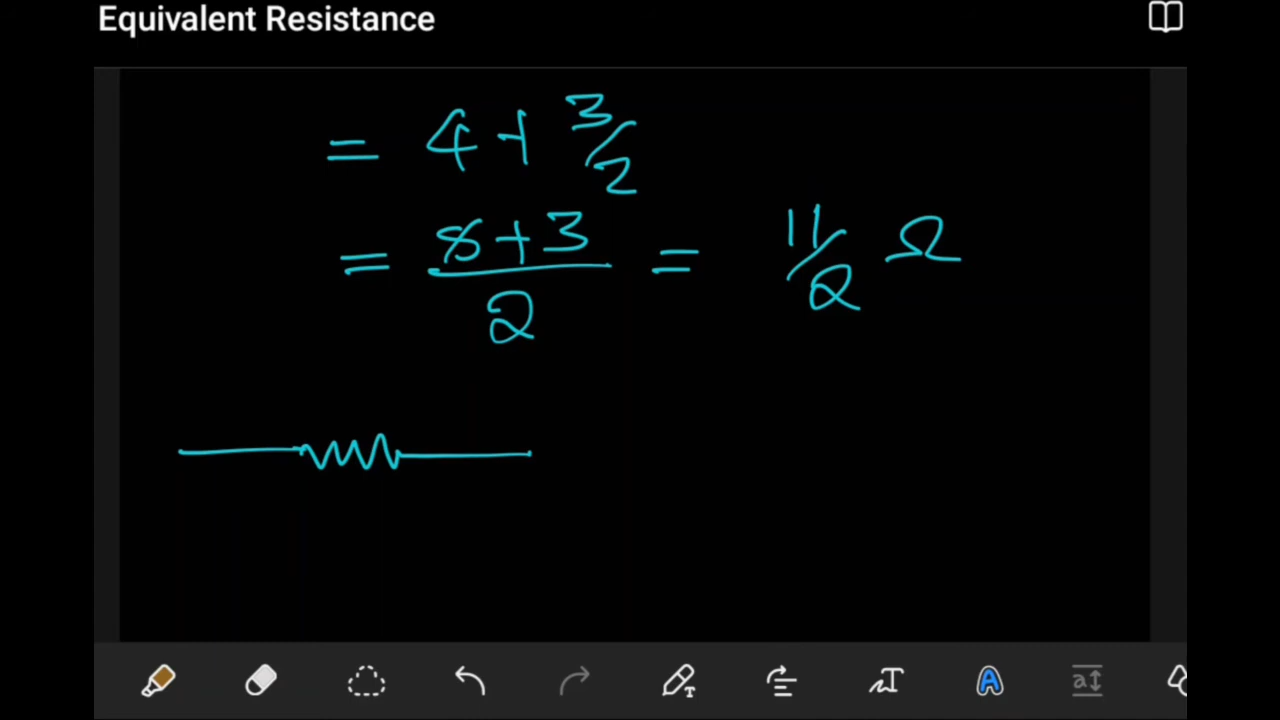 Equivalent Resistance
= 4 + 3/2
= 8+3/2 = 11/2 Ω